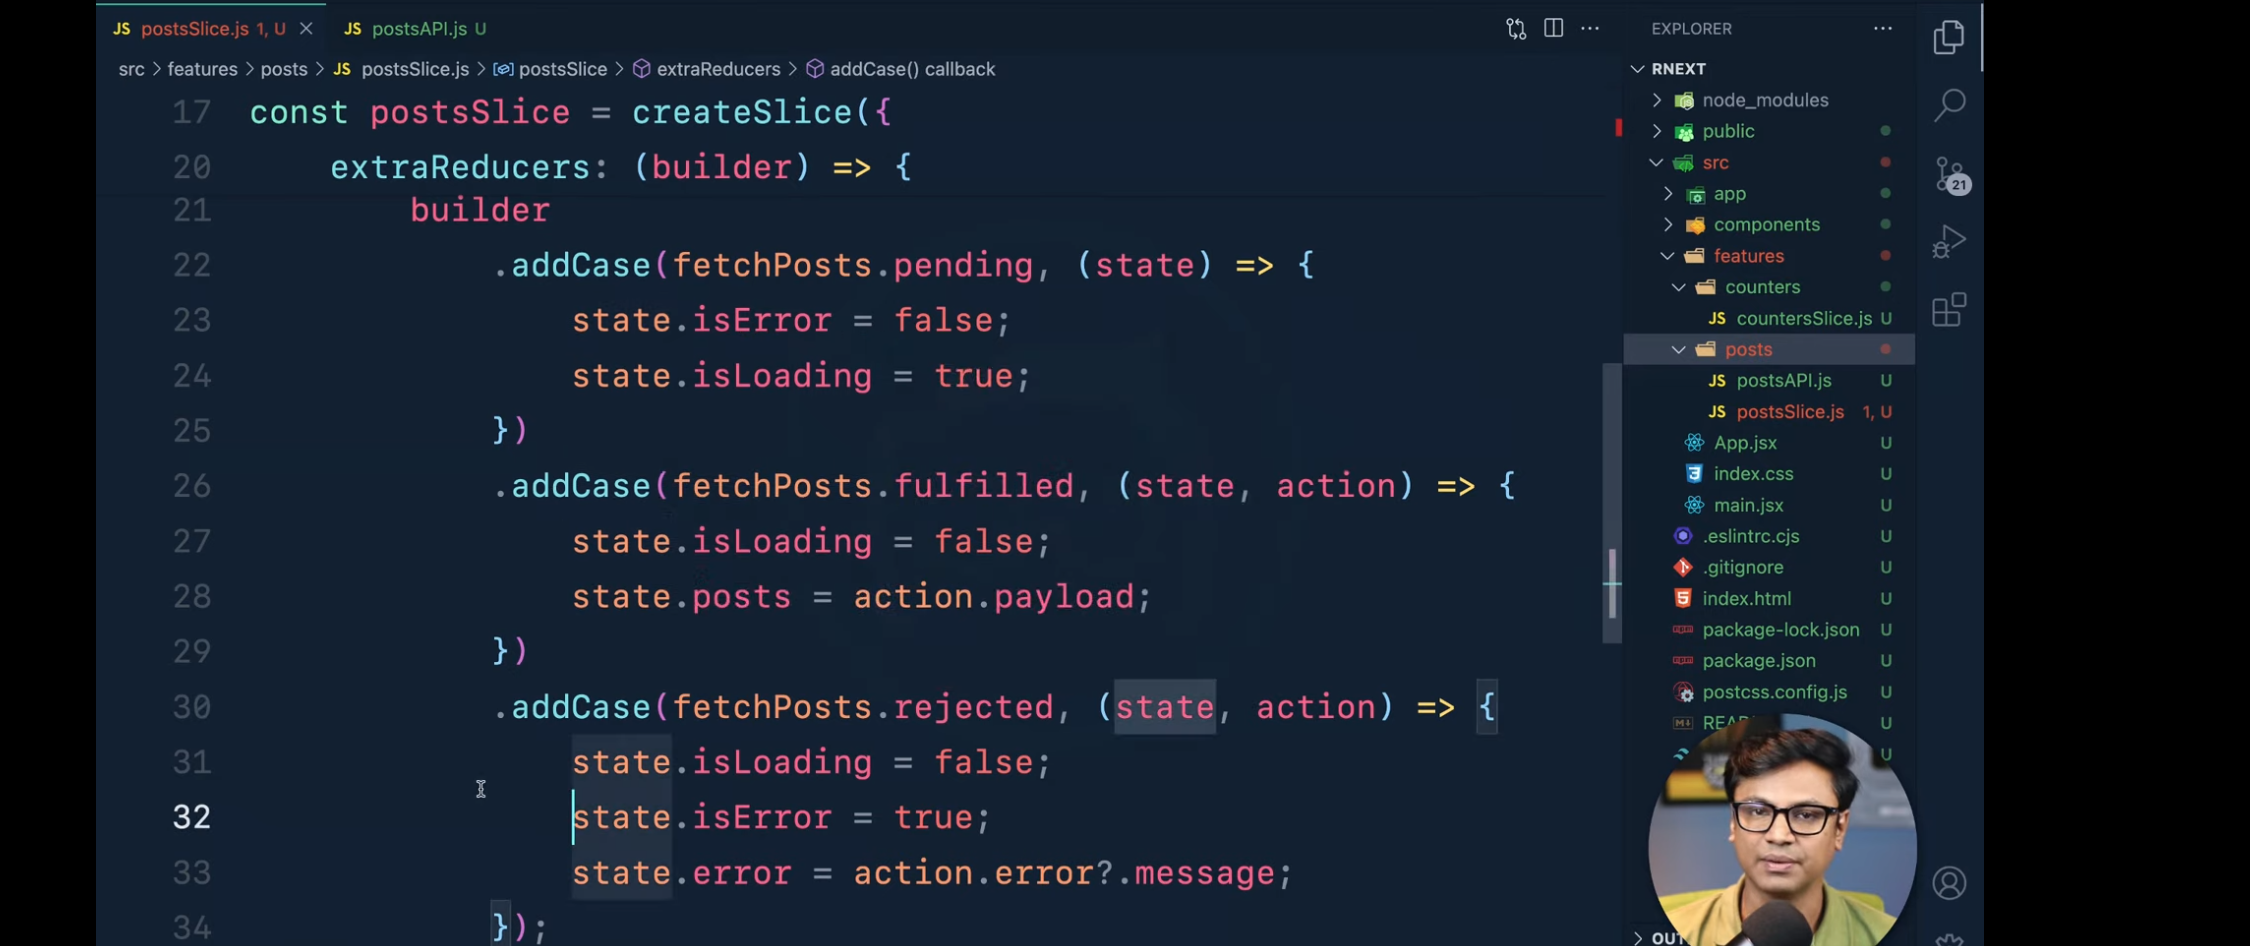 JS postsSlice.js 1, U
JS postsAPI.js U
src > features > posts > JS postsSlice.js > postsSlice > extraReducers > addCase() callback
17 const postsSlice = createSlice({
20 extraReducers: (builder) => {
21 builder
22 .addCase(fetchPosts.pending, (state) => {
23 state.isError = false;
24 state.isLoading = true;
25 })
26 .addCase(fetchPosts.fulfilled, (state, action) => {
27 state.isLoading = false;
28 state.posts = action.payload;
29 })
30 .addCase(fetchPosts.rejected, (state, action) => {
31 state.isLoading = false;
32 state.isError = true;
33 state.error = action.error?.message;
34 });
EXPLORER
RNEXT
node_modules
public
src
app
components
features
counters
JS countersSlice.js U
posts
JS postsAPI.js U
JS postsSlice.js 1, U
App.jsx U
index.css U
main.jsx U
.eslintrc.cjs U
.gitignore U
index.html U
package-lock.json U
package.json U
postcss.config.js U
U
21